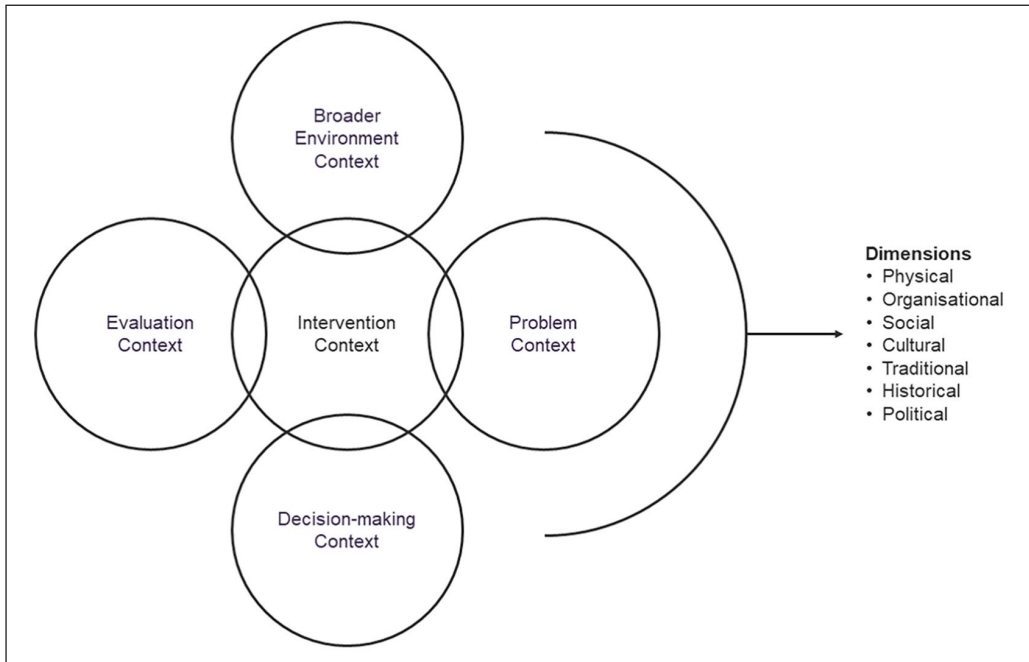 Broader
Environment
Context
Evaluation
Context
Intervention
Context
Problem
Context
Decision-making
Context
Dimensions
• Physical
• Organisational
• Social
• Cultural
• Traditional
• Historical
• Political